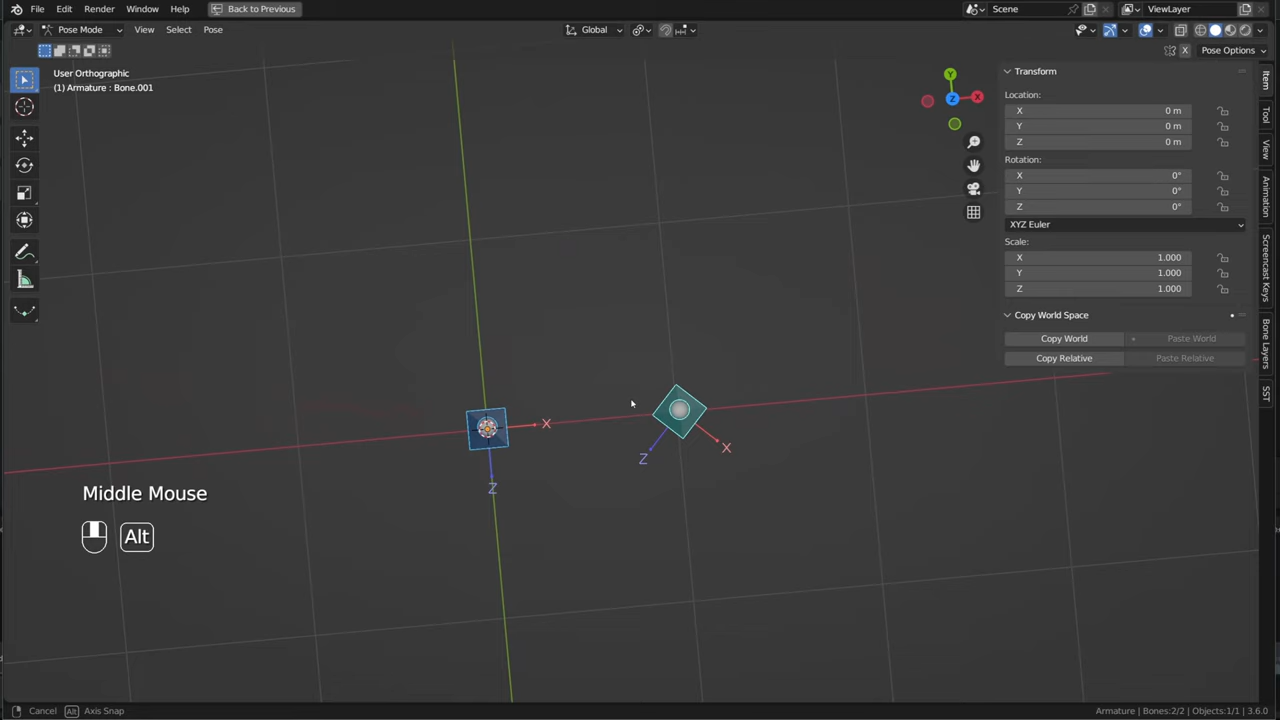 File Edit Render Window Help Back to Previous Scene ViewLayer
Pose Mode View Select Pose Global
X Pose Options
User Orthographic
(1) Armature : Bone.001
Y
X
Z
Transform
Location:
X 0 m
Y 0 m
Z 0 m
Rotation:
X 0°
Y 0°
Z 0°
XYZ Euler
Scale:
X 1.000
Y 1.000
Z 1.000
Copy World Space
Copy World Paste World
Copy Relative Paste Relative
Item
Tool
View
Animation
Screencast Keys
Bone Layers
SST
X
Z
X
Z
Middle Mouse
Alt
Cancel Alt Axis Snap
Armature | Bones:2/2 | Objects:1/1 | 3.6.0